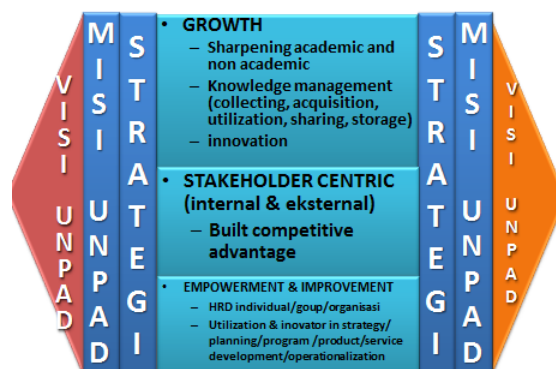 VISI UNPAD
MISI UNPAD
STRATEGI
• GROWTH
– Sharpening academic and
non academic
– Knowledge management
(collecting, acquisition,
utilization, sharing, storage)
– innovation
• STAKEHOLDER CENTRIC
(internal & eksternal)
– Built competitive
advantage
• EMPOWERMENT & IMPROVEMENT
– HRD individual/goup/organisasi
– Utilization & inovator in strategy/
planning/program /product/service
development/operationalization
STRATEGI
MISI UNPAD
VISI UNPAD